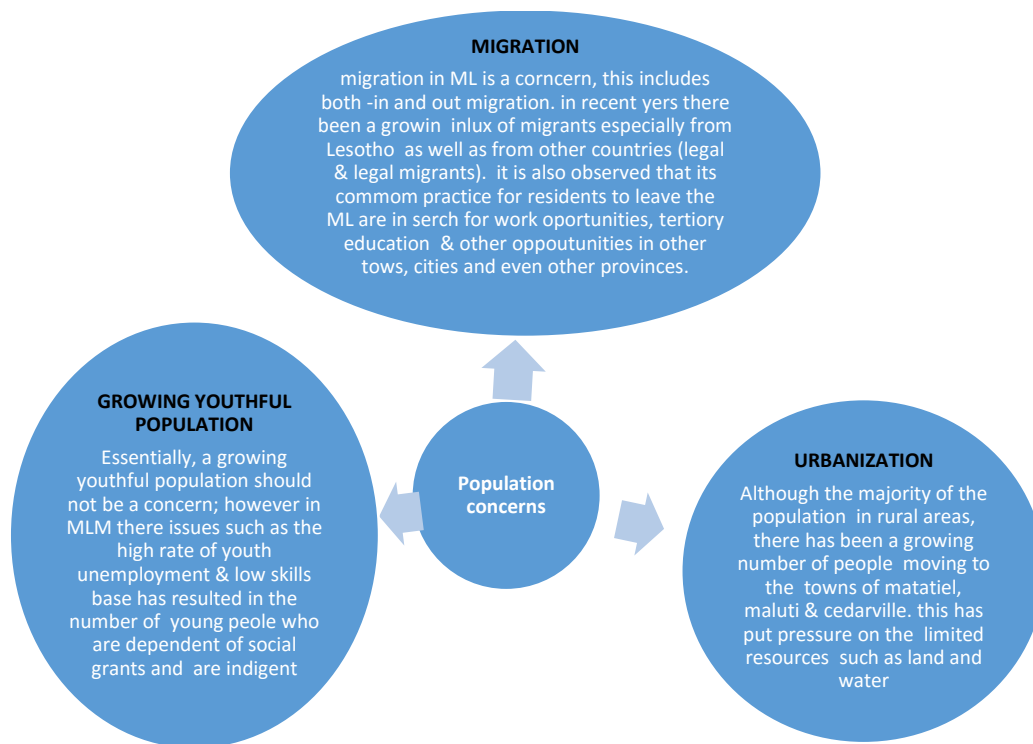 MIGRATION
migration in ML is a corncern, this includes
both -in and out migration. in recent yers there
been a growin inlux of migrants especially from
Lesotho as well as from other countries (legal
& legal migrants). it is also observed that its
commom practice for residents to leave the
ML are in serch for work oportunities, tertiory
education & other oppoutunities in other
tows, cities and even other provinces.
GROWING YOUTHFUL
POPULATION
Essentially, a growing
youthful population should
not be a concern; however in
MLM there issues such as the
high rate of youth
unemployment & low skills
base has resulted in the
number of young peole who
are dependent of social
grants and are indigent
Population
concerns
URBANIZATION
Although the majority of the
population in rural areas,
there has been a growing
number of people moving to
the towns of matatiel,
maluti & cedarville. this has
put pressure on the limited
resources such as land and
water